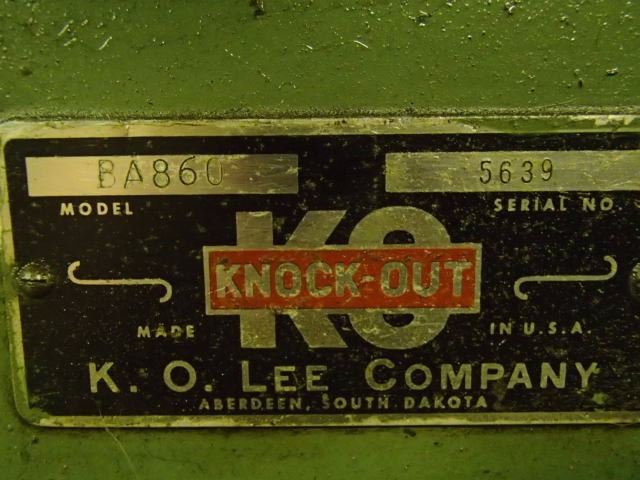 BA860 5639
MODEL SERIAL NO
KO
KNOCK-OUT
MADE IN U.S.A.
K. O. LEE COMPANY
ABERDEEN, SOUTH DAKOTA